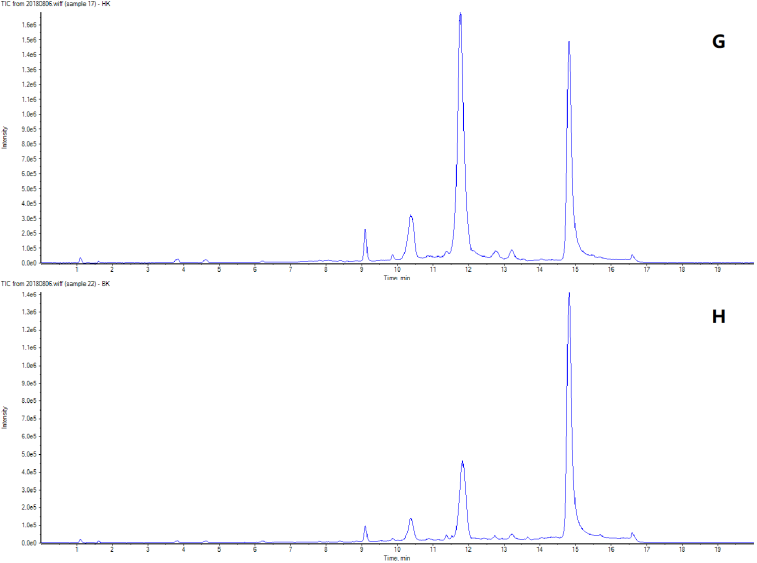 TIC from 20180806.wiff (sample 17) - HK
G
1.6e6
1.5e6
1.4e6
1.3e6
1.2e6
1.1e6
1.0e6
9.0e5
8.0e5
7.0e5
6.0e5
5.0e5
4.0e5
3.0e5
2.0e5
1.0e5
0.0e0
Intensity
1 2 3 4 5 6 7 8 9 10 11 12 13 14 15 16 17 18 19
Time, min
TIC from 20180806.wiff (sample 22) - BK
H
1.4e6
1.3e6
1.2e6
1.1e6
1.0e6
9.0e5
8.0e5
7.0e5
6.0e5
5.0e5
4.0e5
3.0e5
2.0e5
1.0e5
0.0e0
Intensity
1 2 3 4 5 6 7 8 9 10 11 12 13 14 15 16 17 18 19
Time, min